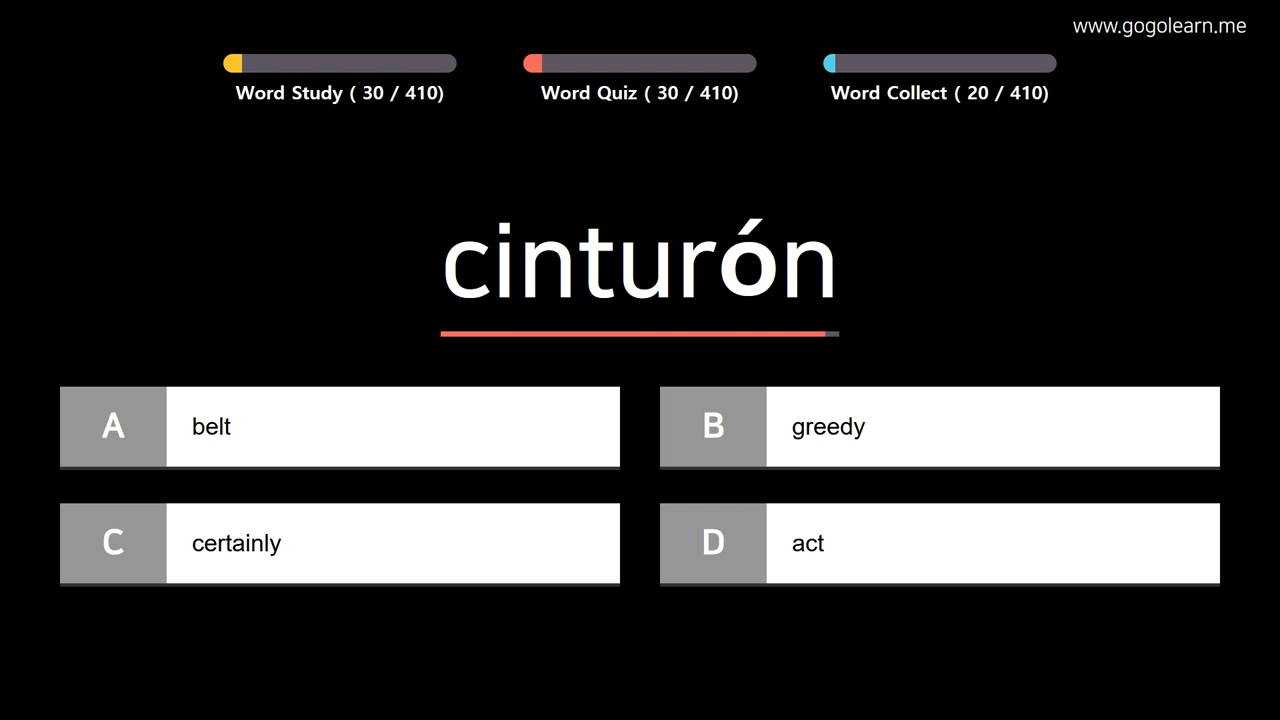 www.gogolearn.me
Word Study ( 30 / 410)
Word Quiz ( 30 / 410)
Word Collect ( 20 / 410)
cinturón
A belt
B greedy
C certainly
D act